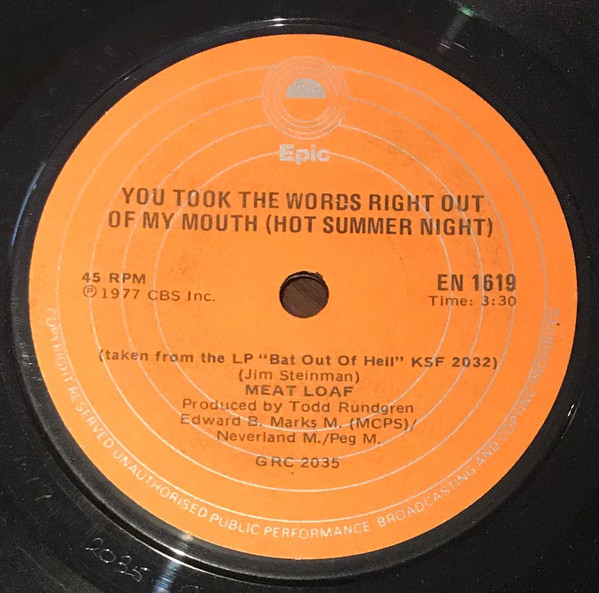 Epic
YOU TOOK THE WORDS RIGHT OUT
OF MY MOUTH (HOT SUMMER NIGHT)
45 RPM
℗1977 CBS Inc.
EN 1619
Time: 3:30
(taken from the LP "Bat Out Of Hell" KSF 2032)
(Jim Steinman)
MEAT LOAF
Produced by Todd Rundgren
Edward B. Marks M. (MCPS)/
Neverland M./Peg M.
GRC 2035
COPYRIGHT RESERVED UNAUTHORISED PUBLIC PERFORMANCE BROADCASTING AND COPYING PROHIBITED
2035